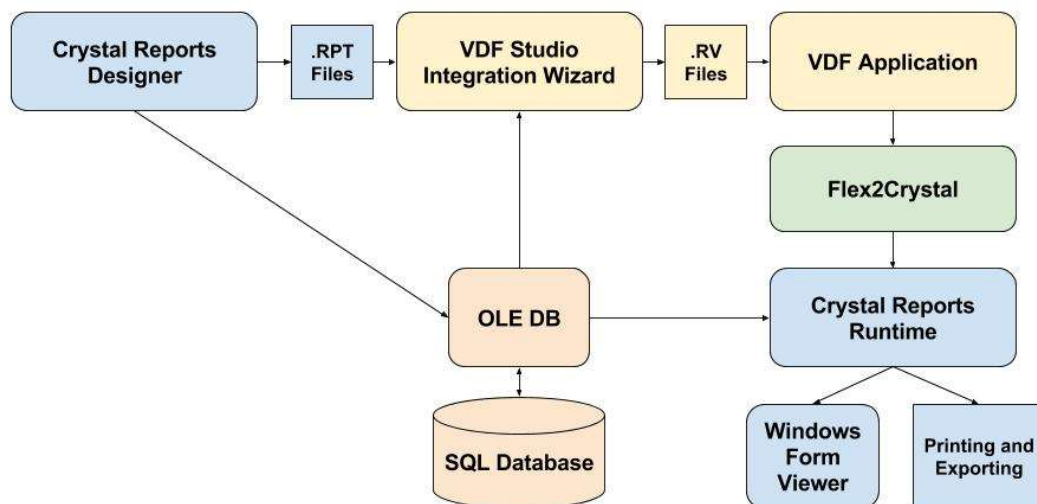 Crystal Reports
Designer
.RPT
Files
VDF Studio
Integration Wizard
.RV
Files
VDF Application
Flex2Crystal
OLE DB
Crystal Reports
Runtime
SQL Database
Windows
Form
Viewer
Printing and
Exporting